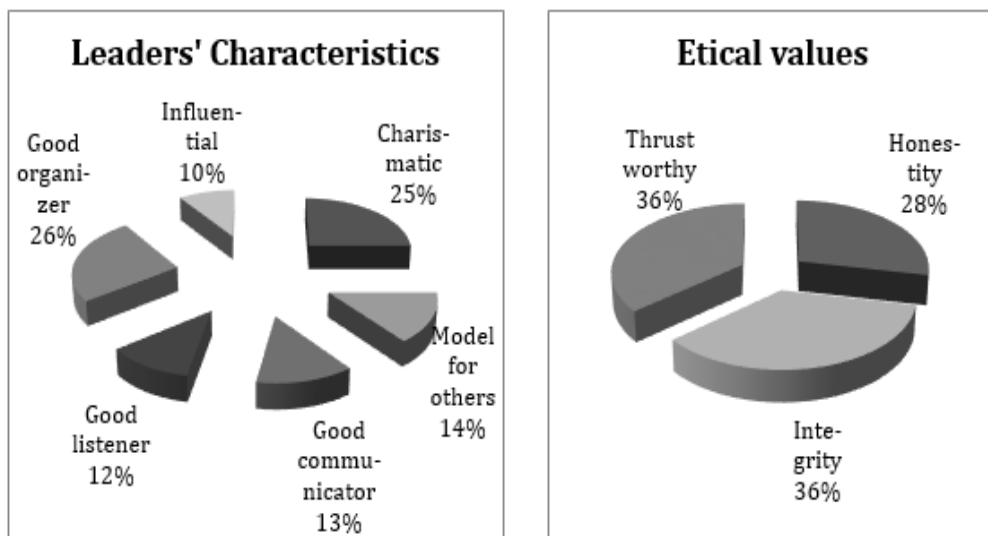 Leaders' Characteristics
Influen-
tial
10%
Charis-
matic
25%
Good
organi-
zer
26%
Model
for
others
14%
Good
listener
12%
Good
commu-
nicator
13%
Etical values
Thrust
worthy
36%
Hones-
tity
28%
Inte-
grity
36%